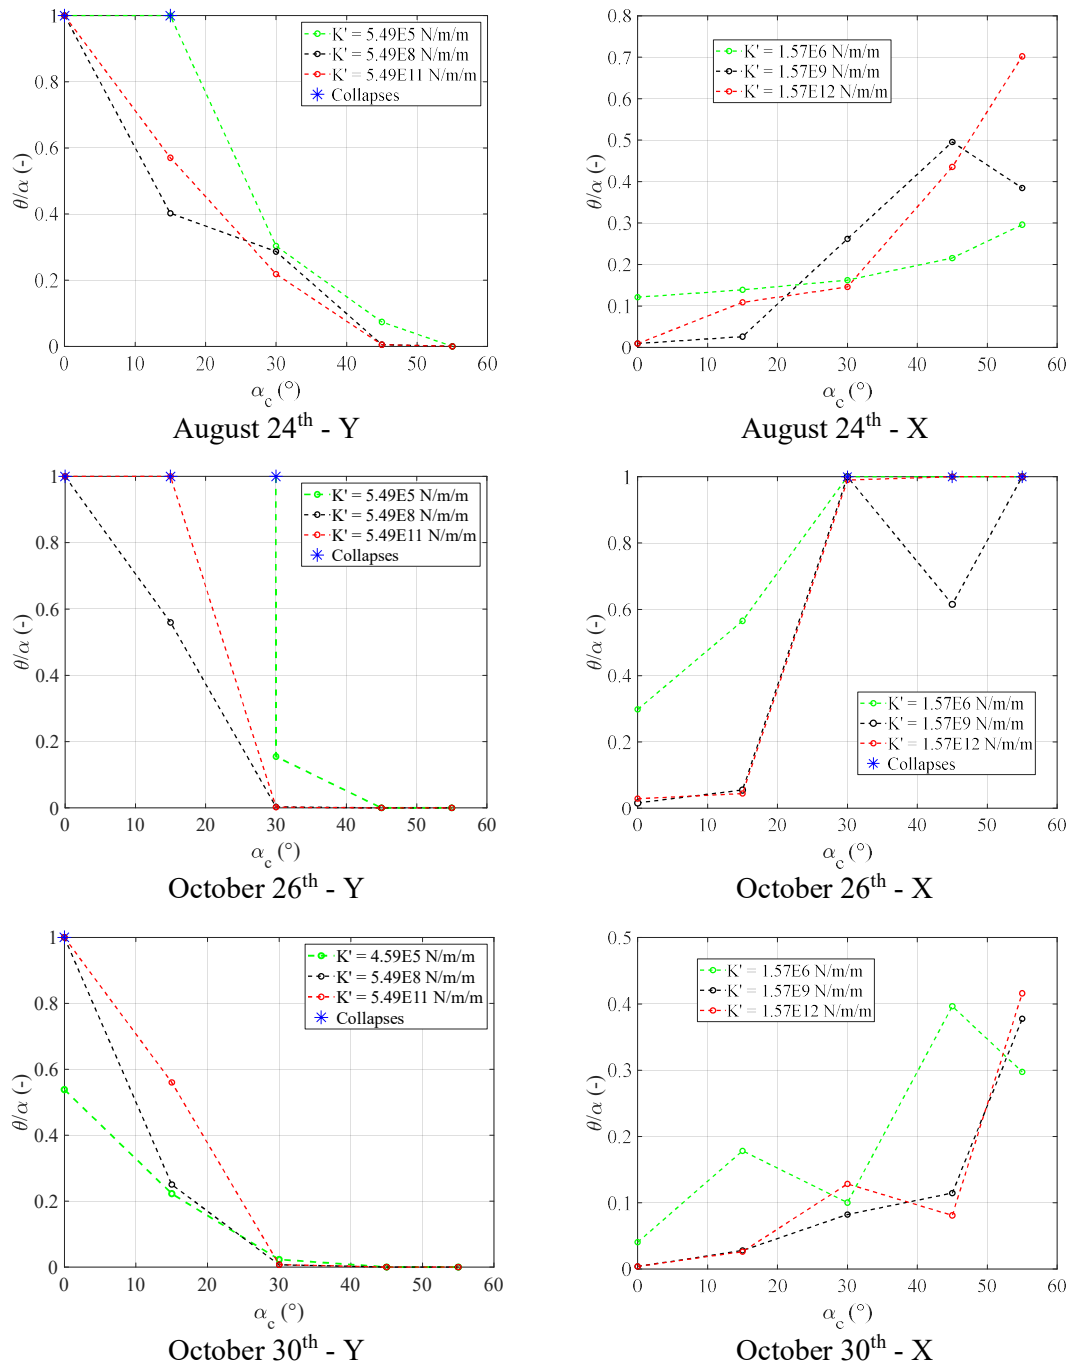 1
0.8
0.6
0.4
0.2
0
θ/α (-)
0 10 20 30 40 50 60
α_c (°)
K' = 5.49E5 N/m/m
K' = 5.49E8 N/m/m
K' = 5.49E11 N/m/m
Collapses
August 24th - Y
0.8
0.7
0.6
0.5
0.4
0.3
0.2
0.1
0
θ/α (-)
0 10 20 30 40 50 60
α_c (°)
K' = 1.57E6 N/m/m
K' = 1.57E9 N/m/m
K' = 1.57E12 N/m/m
August 24th - X
1
0.8
0.6
0.4
0.2
0
θ/α (-)
0 10 20 30 40 50 60
α_c (°)
K' = 5.49E5 N/m/m
K' = 5.49E8 N/m/m
K' = 5.49E11 N/m/m
Collapses
October 26th - Y
1
0.8
0.6
0.4
0.2
0
θ/α (-)
0 10 20 30 40 50 60
α_c (°)
K' = 1.57E6 N/m/m
K' = 1.57E9 N/m/m
K' = 1.57E12 N/m/m
Collapses
October 26th - X
1
0.8
0.6
0.4
0.2
0
θ/α (-)
0 10 20 30 40 50 60
α_c (°)
K' = 4.59E5 N/m/m
K' = 5.49E8 N/m/m
K' = 5.49E11 N/m/m
Collapses
October 30th - Y
0.5
0.4
0.3
0.2
0.1
0
θ/α (-)
0 10 20 30 40 50 60
α_c (°)
K' = 1.57E6 N/m/m
K' = 1.57E9 N/m/m
K' = 1.57E12 N/m/m
October 30th - X